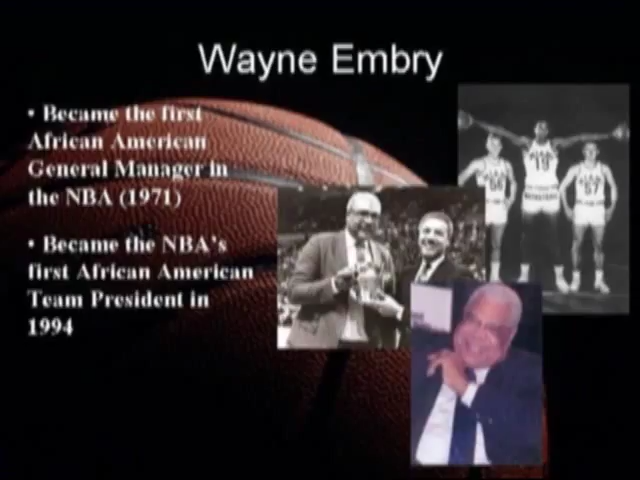 Wayne Embry
• Became the first
African American
General Manager in
the NBA (1971)
• Became the NBA's
first African American
Team President in
1994